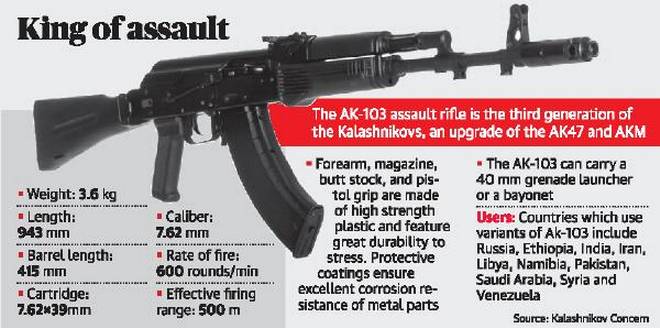 King of assault
The AK-103 assault rifle is the third generation of
the Kalashnikovs, an upgrade of the AK47 and AKM
▪ Weight: 3.6 kg
▪ Length:
943 mm
▪ Barrel length:
415 mm
▪ Cartridge:
7.62*39mm
▪ Caliber:
7.62 mm
▪ Rate of fire:
600 rounds/min
▪ Effective firing
range: 500 m
▪ Forearm, magazine,
butt stock, and pis-
tol grip are made
of high strength
plastic and feature
great durability to
stress. Protective
coatings ensure
excellent corrosion re-
sistance of metal parts
▪ The AK-103 can carry a
40 mm grenade launcher
or a bayonet
Users: Countries which use
variants of Ak-103 include
Russia, Ethiopia, India, Iran,
Libya, Namibia, Pakistan,
Saudi Arabia, Syria and
Venezuela
Source: Kalashnikov Concern